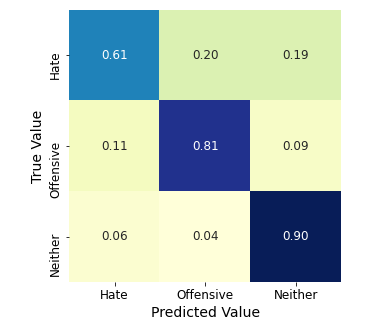 True Value
Hate
0.61 0.20 0.19
Offensive
0.11 0.81 0.09
Neither
0.06 0.04 0.90
Hate Offensive Neither
Predicted Value